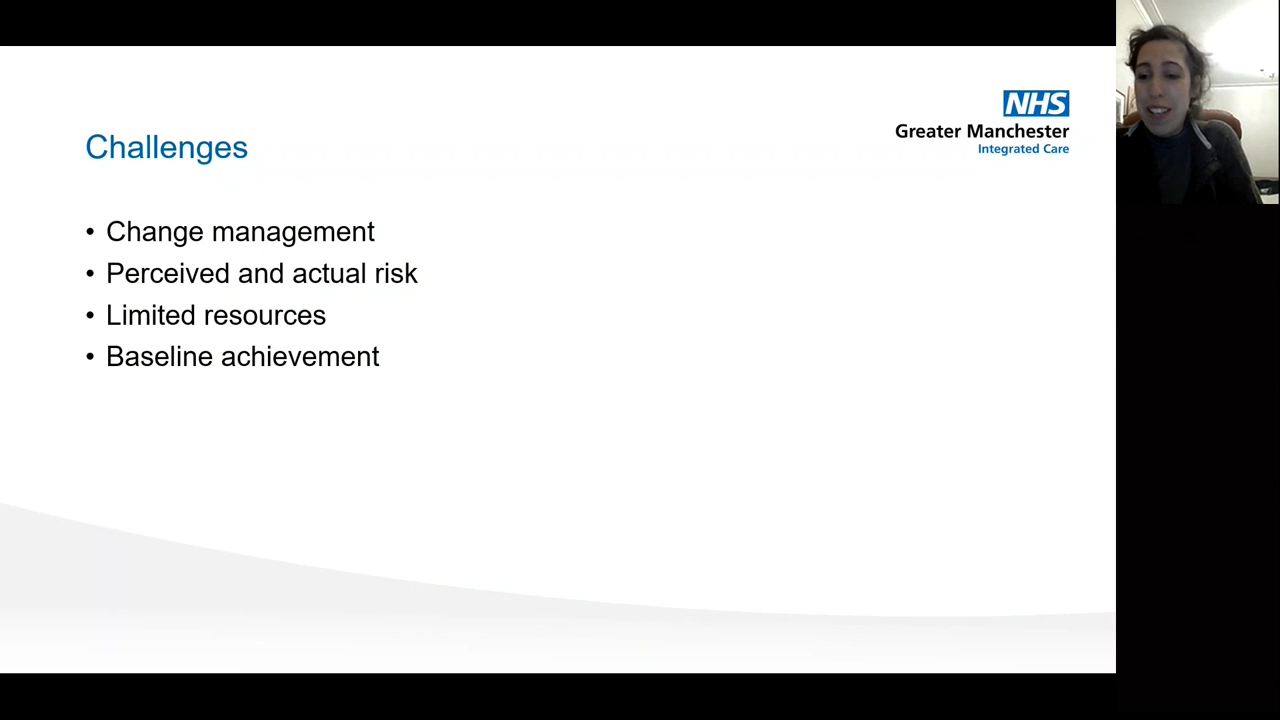 NHS
Greater Manchester
Integrated Care
Challenges
• Change management
• Perceived and actual risk
• Limited resources
• Baseline achievement